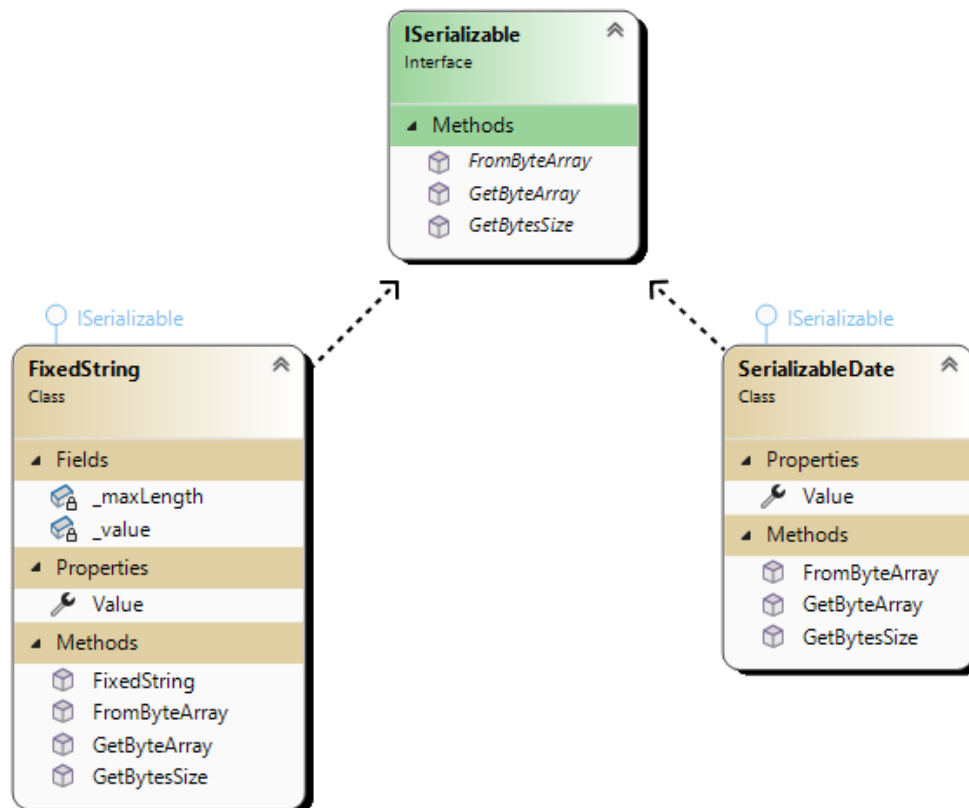 ISerializable
Interface
Methods
FromByteArray
GetByteArray
GetBytesSize
ISerializable
FixedString
Class
Fields
_maxLength
_value
Properties
Value
Methods
FixedString
FromByteArray
GetByteArray
GetBytesSize
ISerializable
SerializableDate
Class
Properties
Value
Methods
FromByteArray
GetByteArray
GetBytesSize